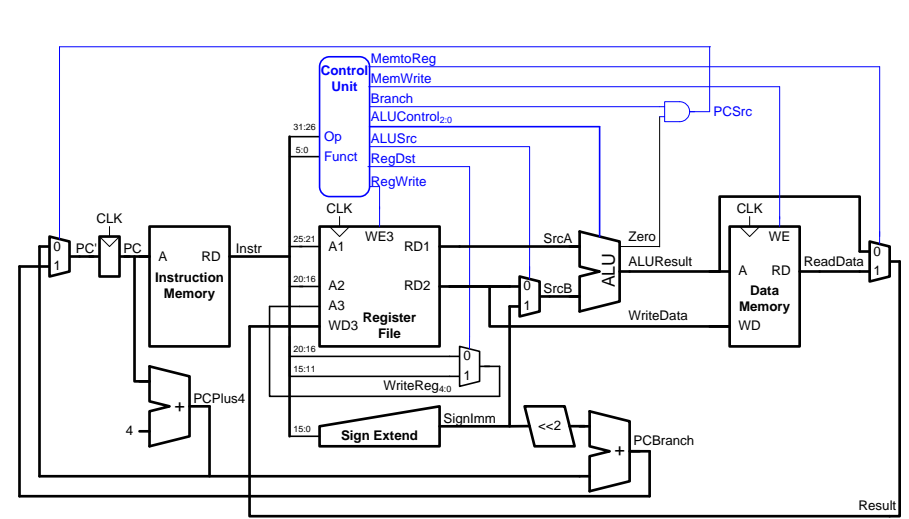 MemtoReg
Control
Unit
MemWrite
Branch
ALUControl2:0
PCSrc
31:26
Op
ALUSrc
5:0
Funct
RegDst
RegWrite
CLK
CLK
CLK
0
1
PC'
PC
A
RD
Instruction
Memory
Instr
25:21
A1
WE3
RD1
SrcA
Zero
WE
20:16
A2
RD2
0
1
SrcB
ALU
ALUResult
A
RD
ReadData
0
1
A3
WD3
Register
File
Data
Memory
WriteData
WD
20:16
0
15:11
1
WriteReg4:0
PCPlus4
+
4
15:0
Sign Extend
SignImm
<<2
+
PCBranch
Result